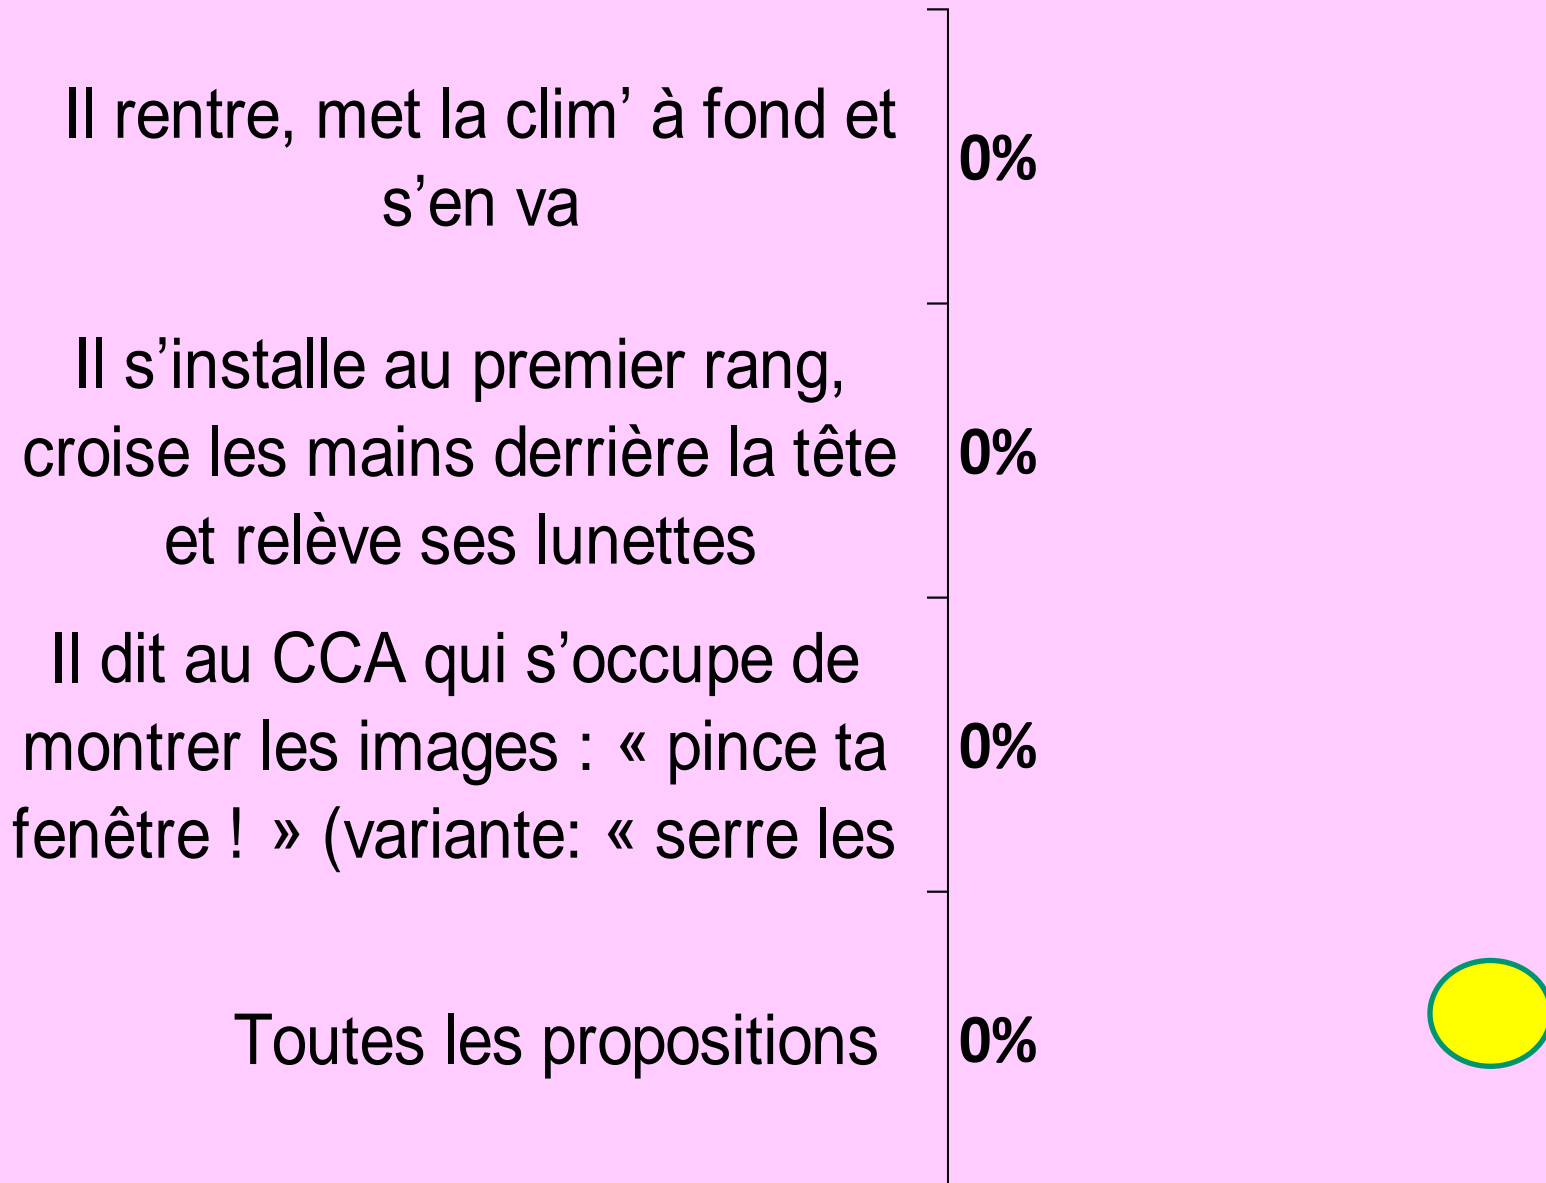 Il rentre, met la clim’ à fond et
s’en va
0%
Il s’installe au premier rang,
croise les mains derrière la tête
et relève ses lunettes
0%
Il dit au CCA qui s’occupe de
montrer les images : « pince ta
fenêtre ! » (variante: « serre les
0%
Toutes les propositions
0%